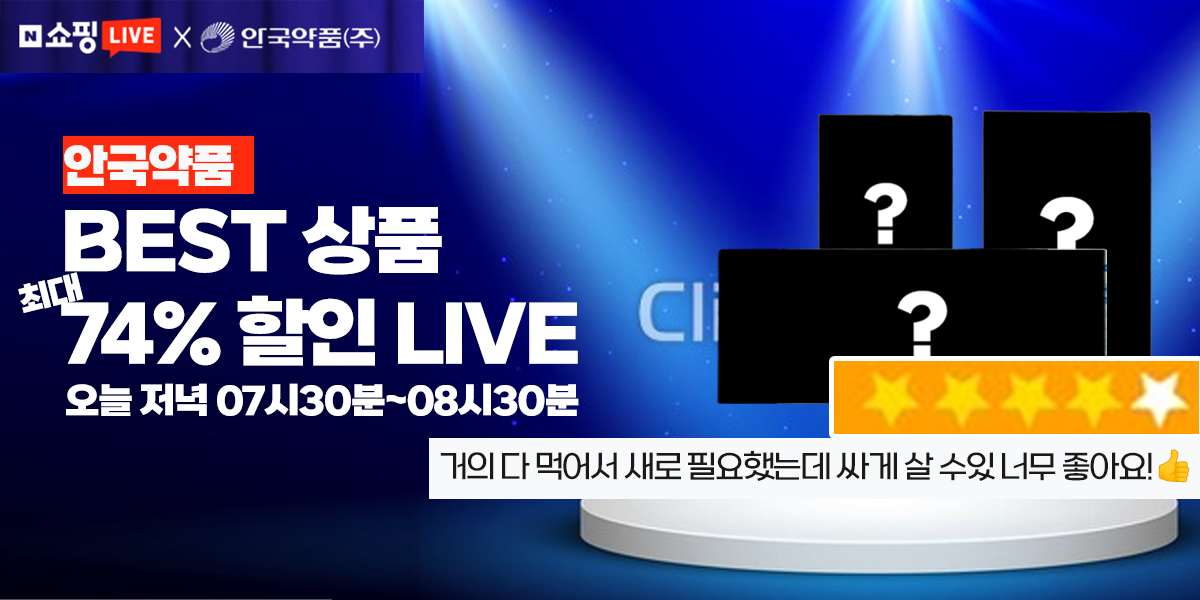 N 쇼핑 LIVE X 안국약품(주)
안국약품
BEST 상품
최대
74% 할인 LIVE
오늘 저녁 07시30분~08시30분
?
?
?
Cli
거의 다 먹어서 새로 필요했는데 싸게 살 수있 너무 좋아요!👍